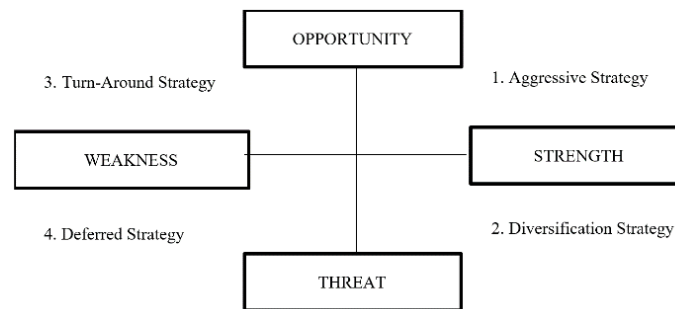 OPPORTUNITY
3. Turn-Around Strategy
1. Aggressive Strategy
WEAKNESS
STRENGTH
4. Deferred Strategy
2. Diversification Strategy
THREAT